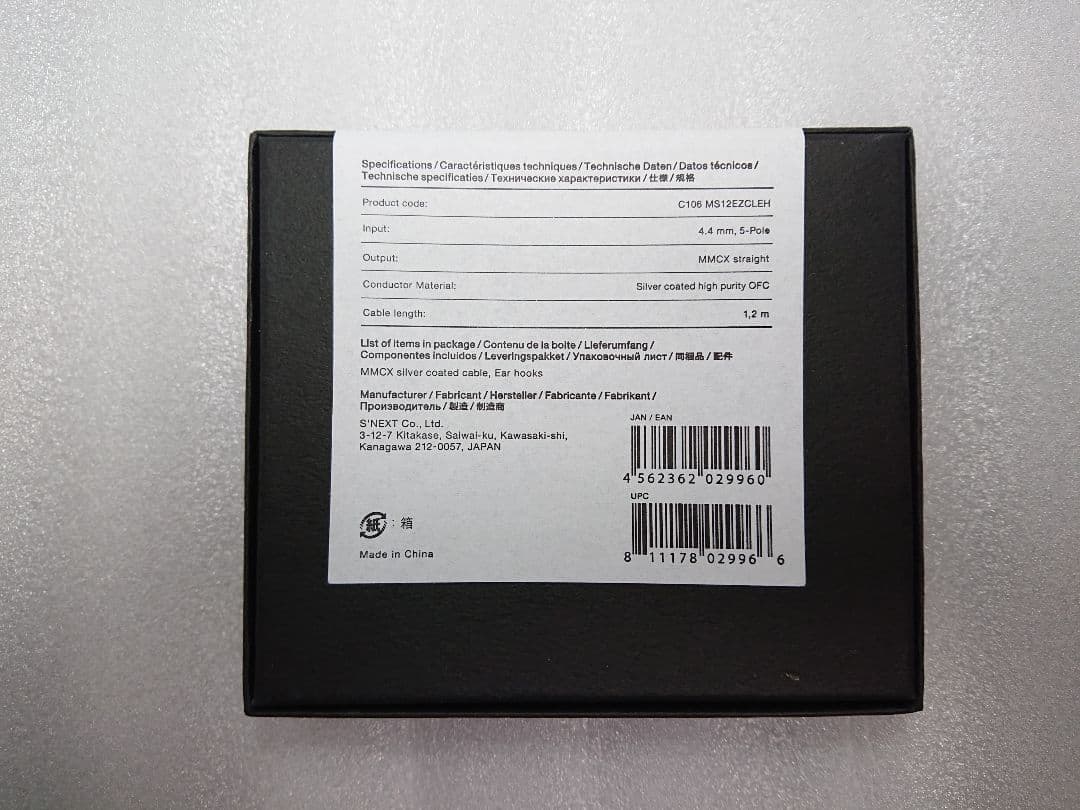 Specifications / Caractéristiques techniques / Technische Daten / Datos técnicos /
Technische specificaties / Технические характеристики / 仕様 / 规格
Product code: C106 MS12EZCLEH
Input: 4.4 mm, 5-Pole
Output: MMCX straight
Conductor Material: Silver coated high purity OFC
Cable length: 1,2 m
List of items in package / Contenu de la boîte / Lieferumfang /
Componentes incluidos / Leveringspakket / Упаковочный лист / 同梱品 / 配件
MMCX silver coated cable, Ear hooks
Manufacturer / Fabricant / Hersteller / Fabricante / Fabrikant /
Производитель / 製造 / 制造商
S'NEXT Co., Ltd.
3-12-7 Kitakase, Saiwai-ku, Kawasaki-shi,
Kanagawa 212-0057, JAPAN
JAN / EAN
4 562362 029960
UPC
8 11178 02996 6
紙 : 箱
Made in China